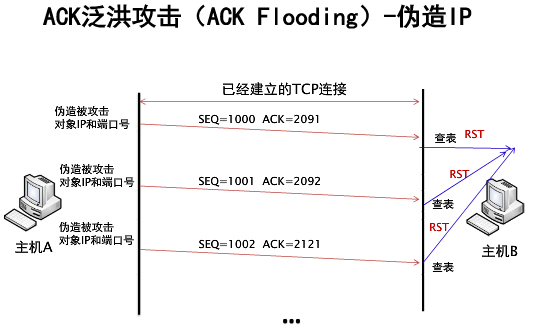 ACK泛洪攻击（ACK Flooding）-伪造IP
已经建立的TCP连接
伪造被攻击
对象IP和端口号
SEQ=1000 ACK=2091
查表
RST
伪造被攻击
对象IP和端口号
SEQ=1001 ACK=2092
查表
RST
主机A
主机B
伪造被攻击
对象IP和端口号
SEQ=1002 ACK=2121
查表
RST
...